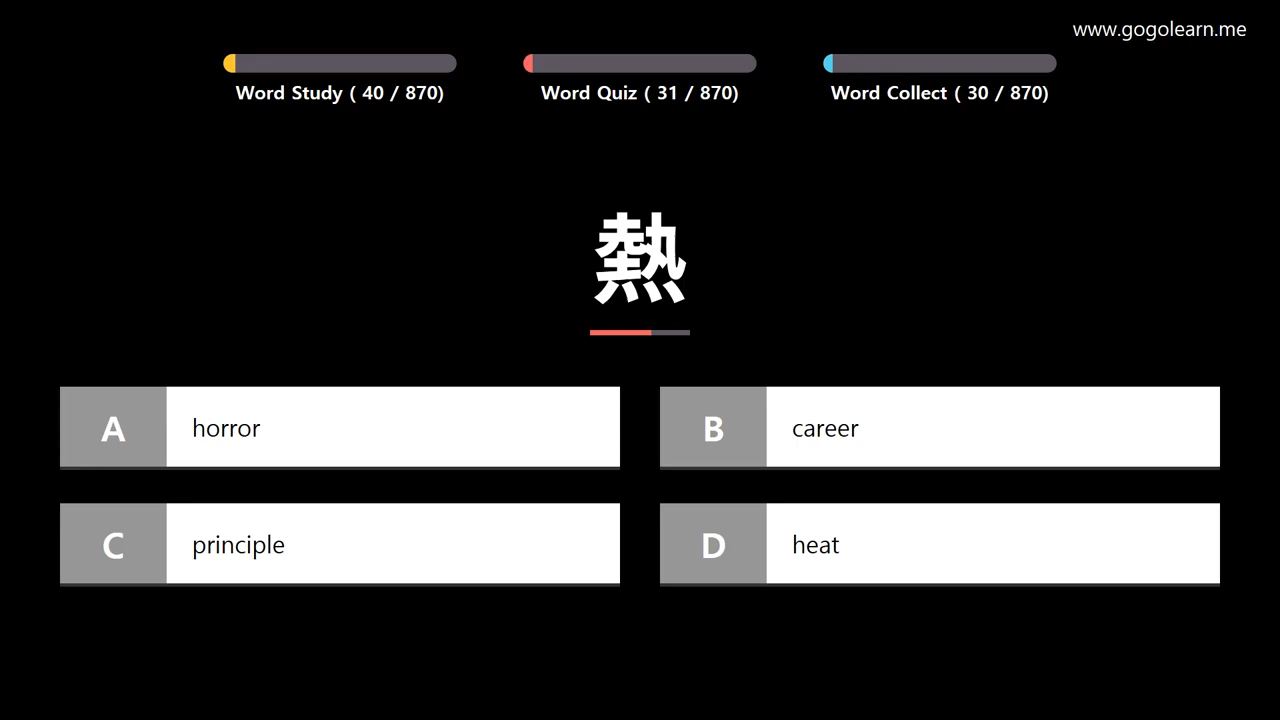 www.gogolearn.me
Word Study ( 40 / 870)
Word Quiz ( 31 / 870)
Word Collect ( 30 / 870)
熱
A horror
B career
C principle
D heat